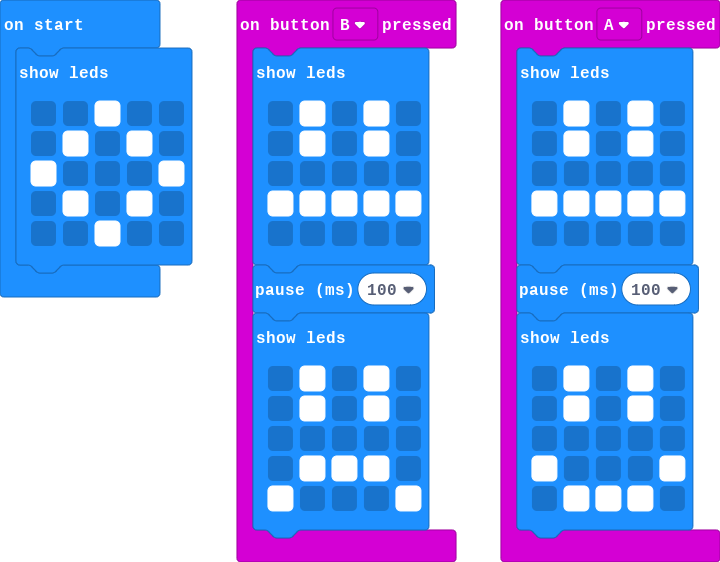 on start
show leds
on button B pressed
show leds
pause (ms) 100
show leds
on button A pressed
show leds
pause (ms) 100
show leds